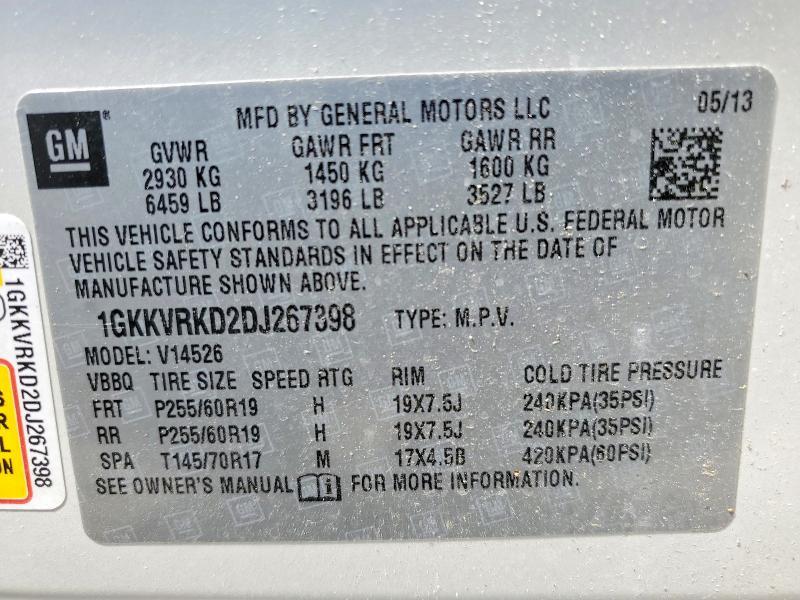 MFD BY GENERAL MOTORS LLC 05/13
GM ®
GVWR GAWR FRT GAWR RR
2930 KG 1450 KG 1600 KG
6459 LB 3196 LB 3527 LB
THIS VEHICLE CONFORMS TO ALL APPLICABLE U.S. FEDERAL MOTOR
VEHICLE SAFETY STANDARDS IN EFFECT ON THE DATE OF
MANUFACTURE SHOWN ABOVE.
1GKKVRKD2DJ267398 TYPE: M.P.V.
MODEL: V14526
VBBQ TIRE SIZE SPEED RTG RIM COLD TIRE PRESSURE
FRT P255/60R19 H 19X7.5J 240KPA(35PSI)
RR P255/60R19 H 19X7.5J 240KPA(35PSI)
SPA T145/70R17 M 17X4.5B 420KPA(60PSI)
SEE OWNER'S MANUAL FOR MORE INFORMATION.
1GKKVRKD2DJ267398